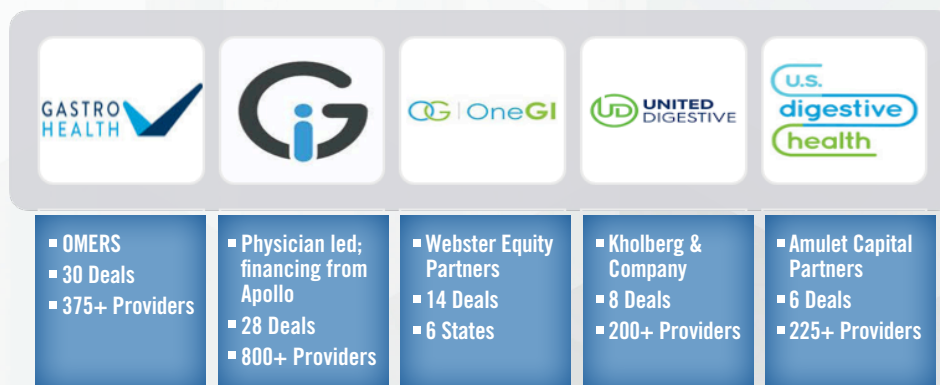 GASTRO
HEALTH
Gi
OG | OneGI
UD UNITED
DIGESTIVE
u.s.
digestive
health
▪ OMERS
▪ 30 Deals
▪ 375+ Providers
▪ Physician led;
financing from
Apollo
▪ 28 Deals
▪ 800+ Providers
▪ Webster Equity
Partners
▪ 14 Deals
▪ 6 States
▪ Kholberg &
Company
▪ 8 Deals
▪ 200+ Providers
▪ Amulet Capital
Partners
▪ 6 Deals
▪ 225+ Providers